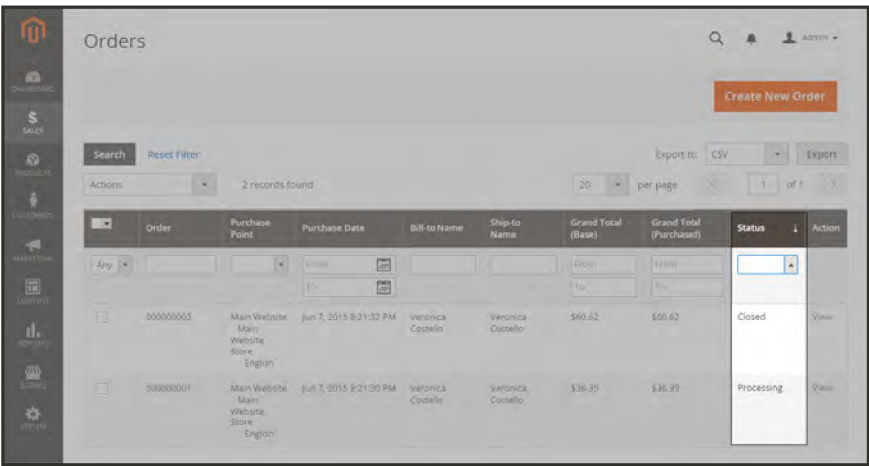 Orders
admin
Create New Order
DASHBOARD
$
SALES
PRODUCTS
CUSTOMERS
MARKETING
CONTENT
REPORTS
STORES
SYSTEM
Search Reset Filter
Export to: CSV Export
Actions 2 records found 20 per page 1 of 1
Order Purchase Point Purchase Date Bill-to Name Ship-to Name Grand Total (Base) Grand Total (Purchased) Status ↓ Action
Any From From From
To To To
000000002 Main Website Jun 7, 2015 8:21:32 PM Veronica Veronica $60.62 $60.62 Closed View
Main Costello Costello
Website
Store
English
000000001 Main Website Jun 7, 2015 8:21:30 PM Veronica Veronica $36.39 $36.39 Processing View
Main Costello Costello
Website
Store
English